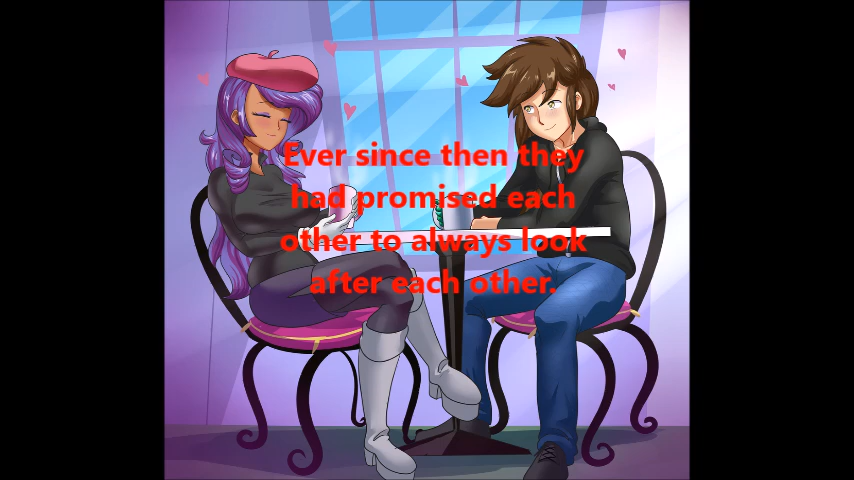 Ever since then they
had promised each
other to always look
after each other.